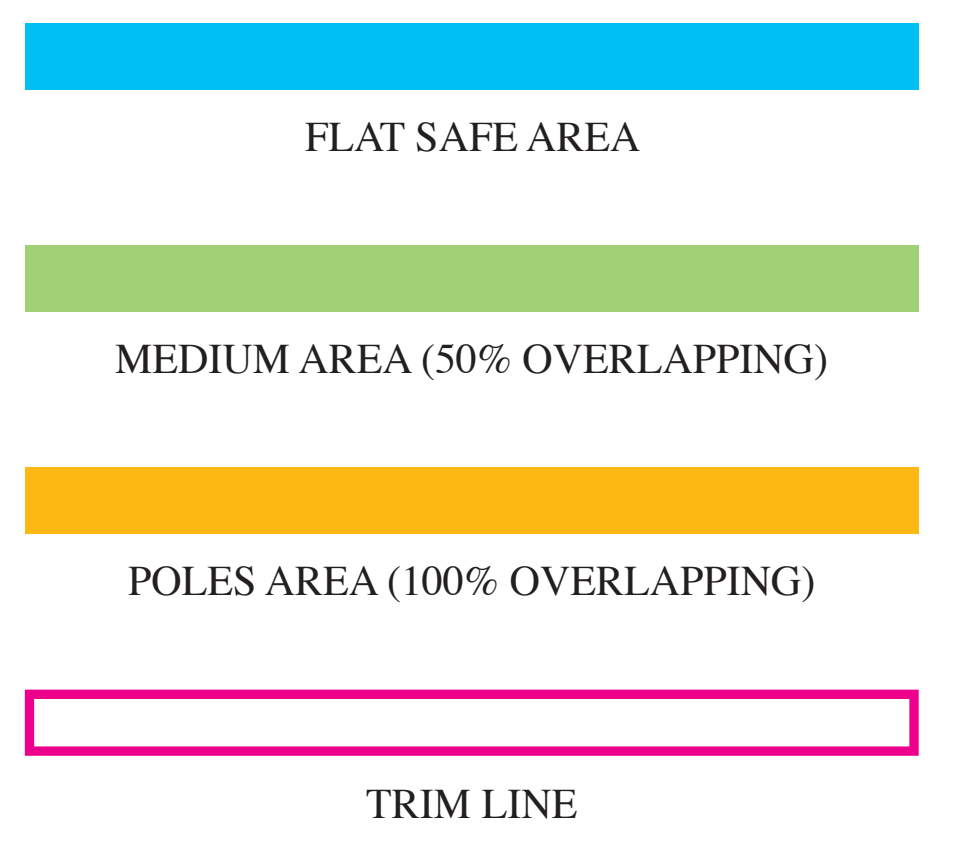 FLAT SAFE AREA
MEDIUM AREA (50% OVERLAPPING)
POLES AREA (100% OVERLAPPING)
TRIM LINE